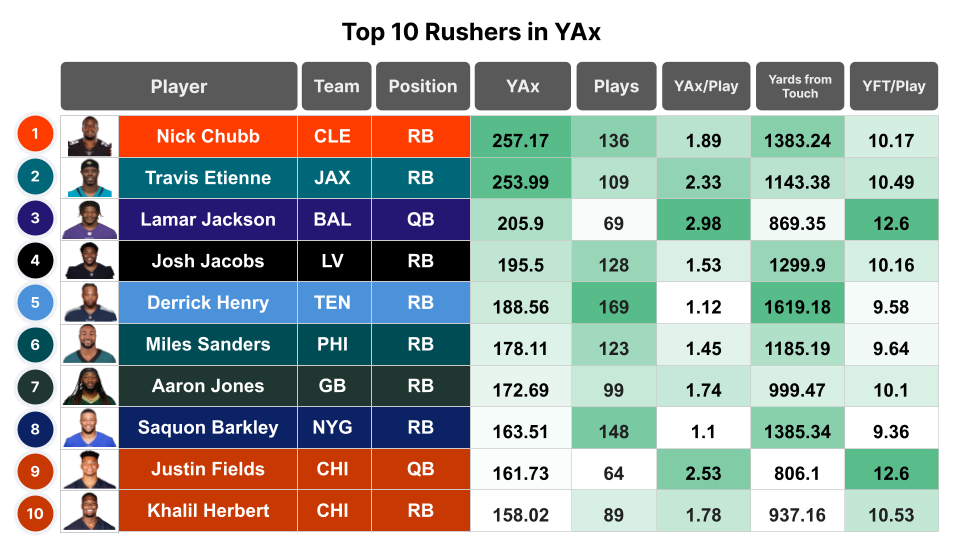 Top 10 Rushers in YAx
Player Team Position YAx Plays YAx/Play Yards from Touch YFT/Play
1 Nick Chubb CLE RB 257.17 136 1.89 1383.24 10.17
2 Travis Etienne JAX RB 253.99 109 2.33 1143.38 10.49
3 Lamar Jackson BAL QB 205.9 69 2.98 869.35 12.6
4 Josh Jacobs LV RB 195.5 128 1.53 1299.9 10.16
5 Derrick Henry TEN RB 188.56 169 1.12 1619.18 9.58
6 Miles Sanders PHI RB 178.11 123 1.45 1185.19 9.64
7 Aaron Jones GB RB 172.69 99 1.74 999.47 10.1
8 Saquon Barkley NYG RB 163.51 148 1.1 1385.34 9.36
9 Justin Fields CHI QB 161.73 64 2.53 806.1 12.6
10 Khalil Herbert CHI RB 158.02 89 1.78 937.16 10.53